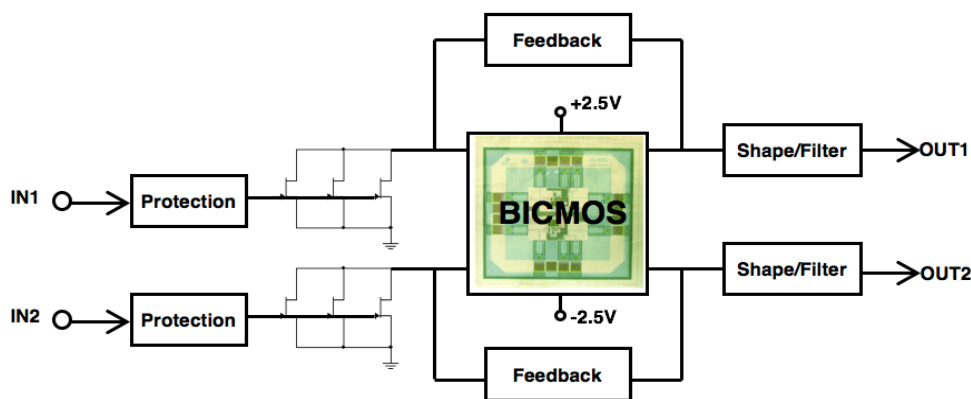 Feedback
+2.5V
Shape/Filter
OUT1
IN1
Protection
BICMOS
Shape/Filter
OUT2
IN2
Protection
-2.5V
Feedback